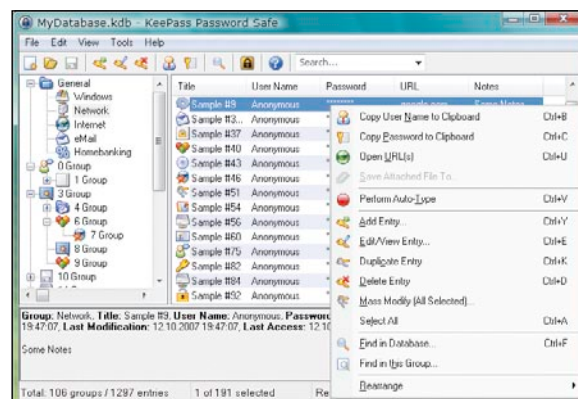 MyDatabase.kdb - KeePass Password Safe
File Edit View Tools Help
Search...
General
Windows
Network
Internet
eMail
Homebanking
0 Group
1 Group
3 Group
4 Group
6 Group
7 Group
8 Group
9 Group
10 Group
Title User Name Password URL Notes
Sample #9 Anonymous ********
Sample #3... Anonymous
Sample #37 Anonymous
Sample #40 Anonymous
Sample #43 Anonymous
Sample #46 Anonymous
Sample #51 Anonymous
Sample #54 Anonymous
Sample #56 Anonymous
Sample #60 Anonymous
Sample #75 Anonymous
Sample #82 Anonymous
Sample #84 Anonymous
Sample #92 Anonymous
Copy User Name to Clipboard Ctrl+B
Copy Password to Clipboard Ctrl+C
Open URL(s) Ctrl+U
Save Attached File To...
Perform Auto-Type Ctrl+V
Add Entry... Ctrl+Y
Edit/View Entry... Ctrl+E
Duplicate Entry Ctrl+K
Delete Entry Ctrl+D
Mass Modify (All Selected)...
Select All Ctrl+A
Find in Database... Ctrl+F
Find in this Group...
Rearrange
Group: Network, Title: Sample #9, User Name: Anonymous, Passwo
19:47:07, Last Modification: 12.10.2007 19:47:07, Last Access: 12.10
Some Notes
Total: 106 groups / 1297 entries 1 of 191 selected Re